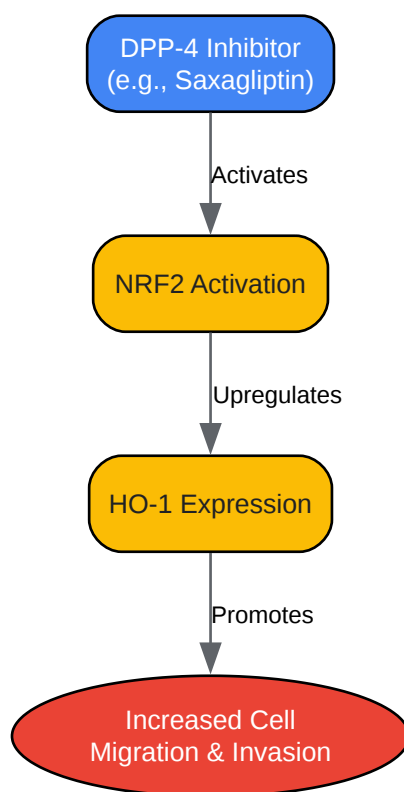 DPP-4 Inhibitor
(e.g., Saxagliptin)
Activates
NRF2 Activation
Upregulates
HO-1 Expression
Promotes
Increased Cell
Migration & Invasion